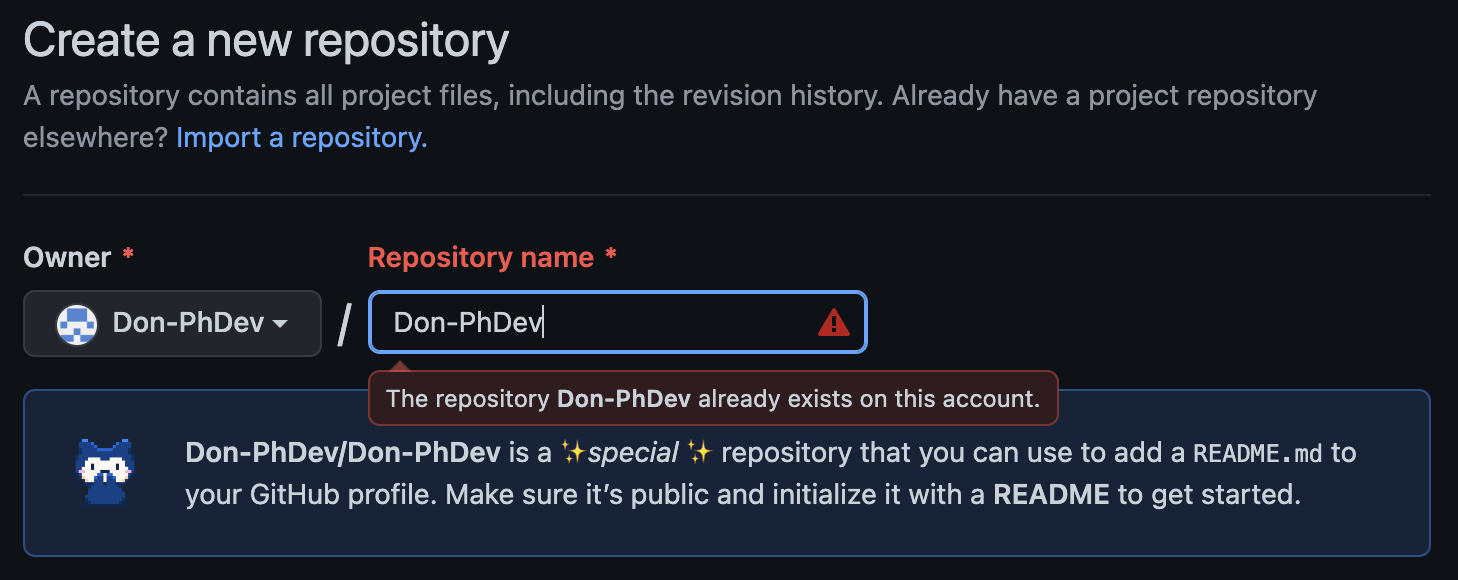 Create a new repository
A repository contains all project files, including the revision history. Already have a project repository
elsewhere? Import a repository.
Owner * Repository name *
Don-PhDev / Don-PhDev
The repository Don-PhDev already exists on this account.
Don-PhDev/Don-PhDev is a ✨special✨ repository that you can use to add a README.md to
your GitHub profile. Make sure it’s public and initialize it with a README to get started.